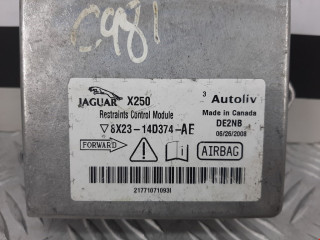 C981
JAGUAR X250
3 Autoliv
Restraints Control Module
Made in Canada
DE2NB
8X23-14D374-AE
06/26/2008
FORWARD
AIRBAG
21771071093I